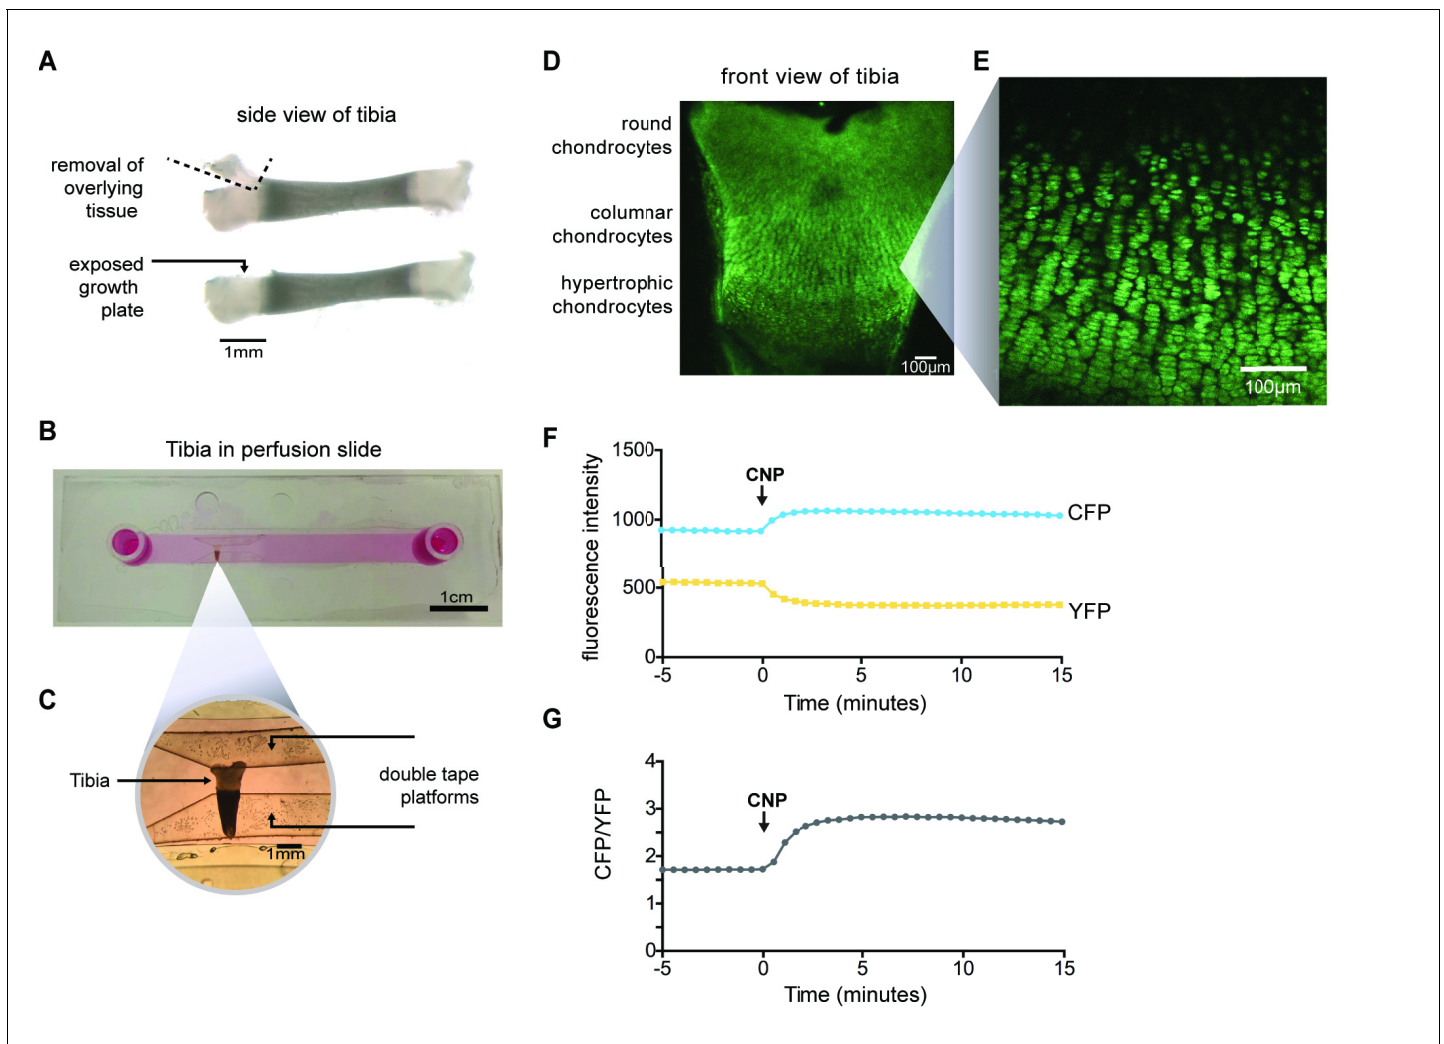 A
side view of tibia
removal of
overlying
tissue
exposed
growth
plate
1mm
B
Tibia in perfusion slide
1cm
C
Tibia
double tape
platforms
1mm
D
front view of tibia
round
chondrocytes
columnar
chondrocytes
hypertrophic
chondrocytes
100µm
E
100µm
F
fluorescence intensity
1500
1000
500
0
CNP
CFP
YFP
-5 0 5 10 15
Time (minutes)
G
CFP/YFP
4
3
2
1
0
CNP
-5 0 5 10 15
Time (minutes)